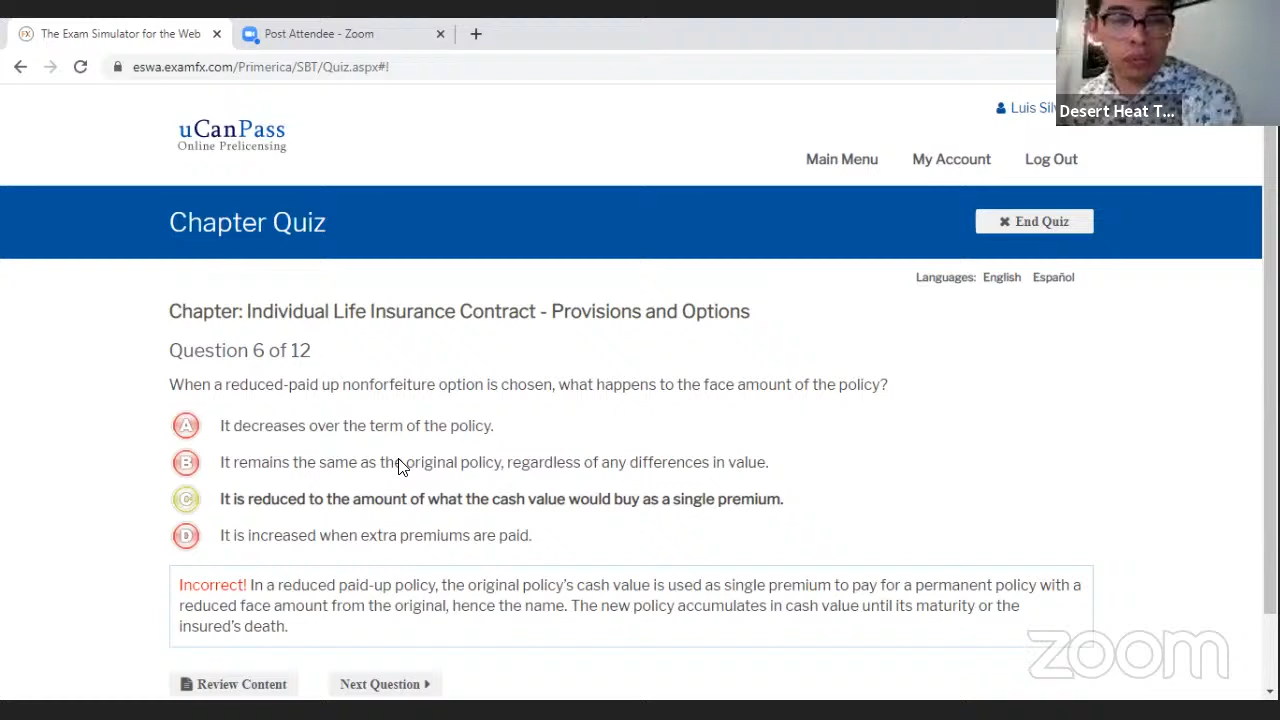 The Exam Simulator for the Web
Post Attendee - Zoom
eswa.examfx.com/Primerica/SBT/Quiz.aspx#!
Desert Heat T...
uCanPass
Online Prelicensing
Luis Silv
Main Menu My Account Log Out
Chapter Quiz
End Quiz
Languages: English Español
Chapter: Individual Life Insurance Contract - Provisions and Options
Question 6 of 12
When a reduced-paid up nonforfeiture option is chosen, what happens to the face amount of the policy?
A It decreases over the term of the policy.
B It remains the same as the original policy, regardless of any differences in value.
C It is reduced to the amount of what the cash value would buy as a single premium.
D It is increased when extra premiums are paid.
Incorrect! In a reduced paid-up policy, the original policy's cash value is used as single premium to pay for a permanent policy with a
reduced face amount from the original, hence the name. The new policy accumulates in cash value until its maturity or the
insured's death.
zoom
Review Content Next Question